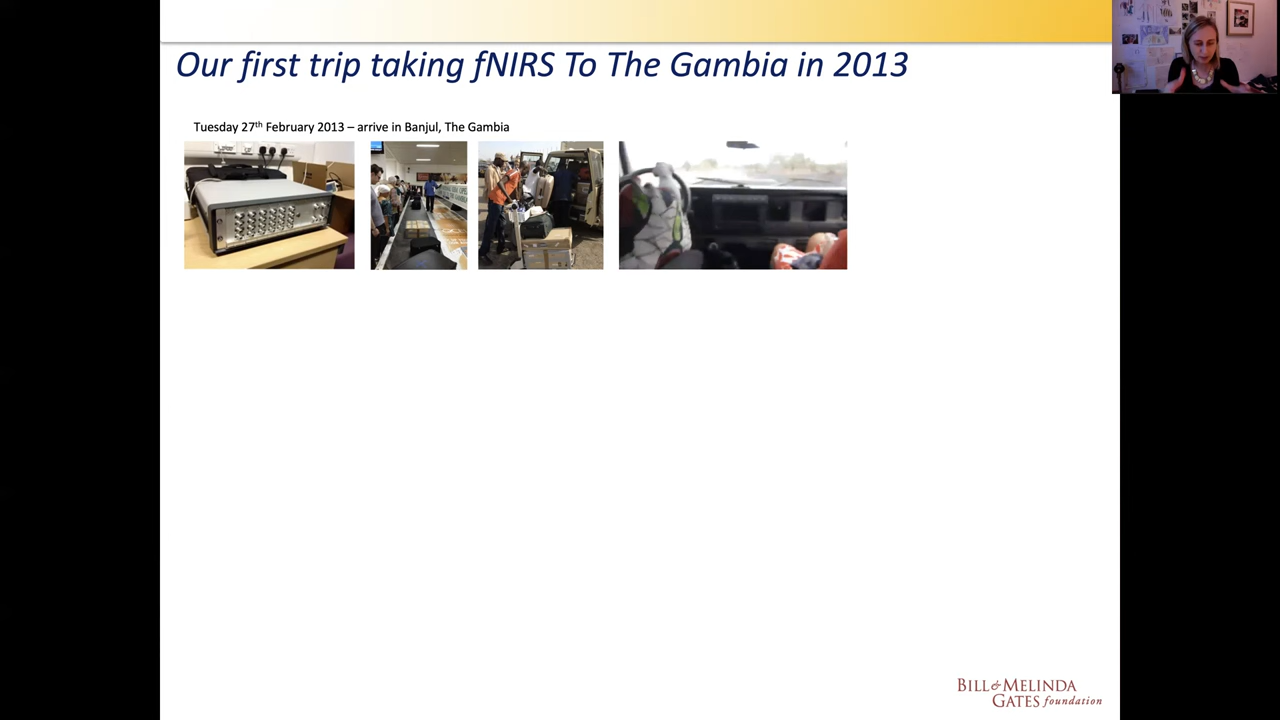 Our first trip taking fNIRS To The Gambia in 2013
Tuesday 27th February 2013 – arrive in Banjul, The Gambia
BILL & MELINDA
GATES foundation